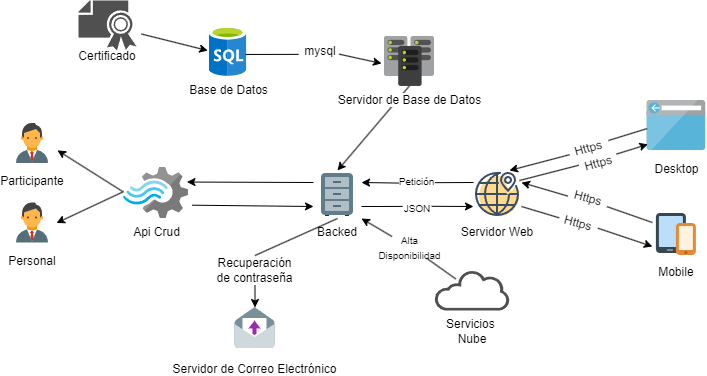 Certificado
SQL
Base de Datos
mysql
Servidor de Base de Datos
Https
Https
Desktop
Participante
Personal
Api Crud
Backed
Petición
JSON
Servidor Web
Https
Https
Mobile
Alta
Disponibilidad
Recuperación
de contraseña
Servicios
Nube
Servidor de Correo Electrónico